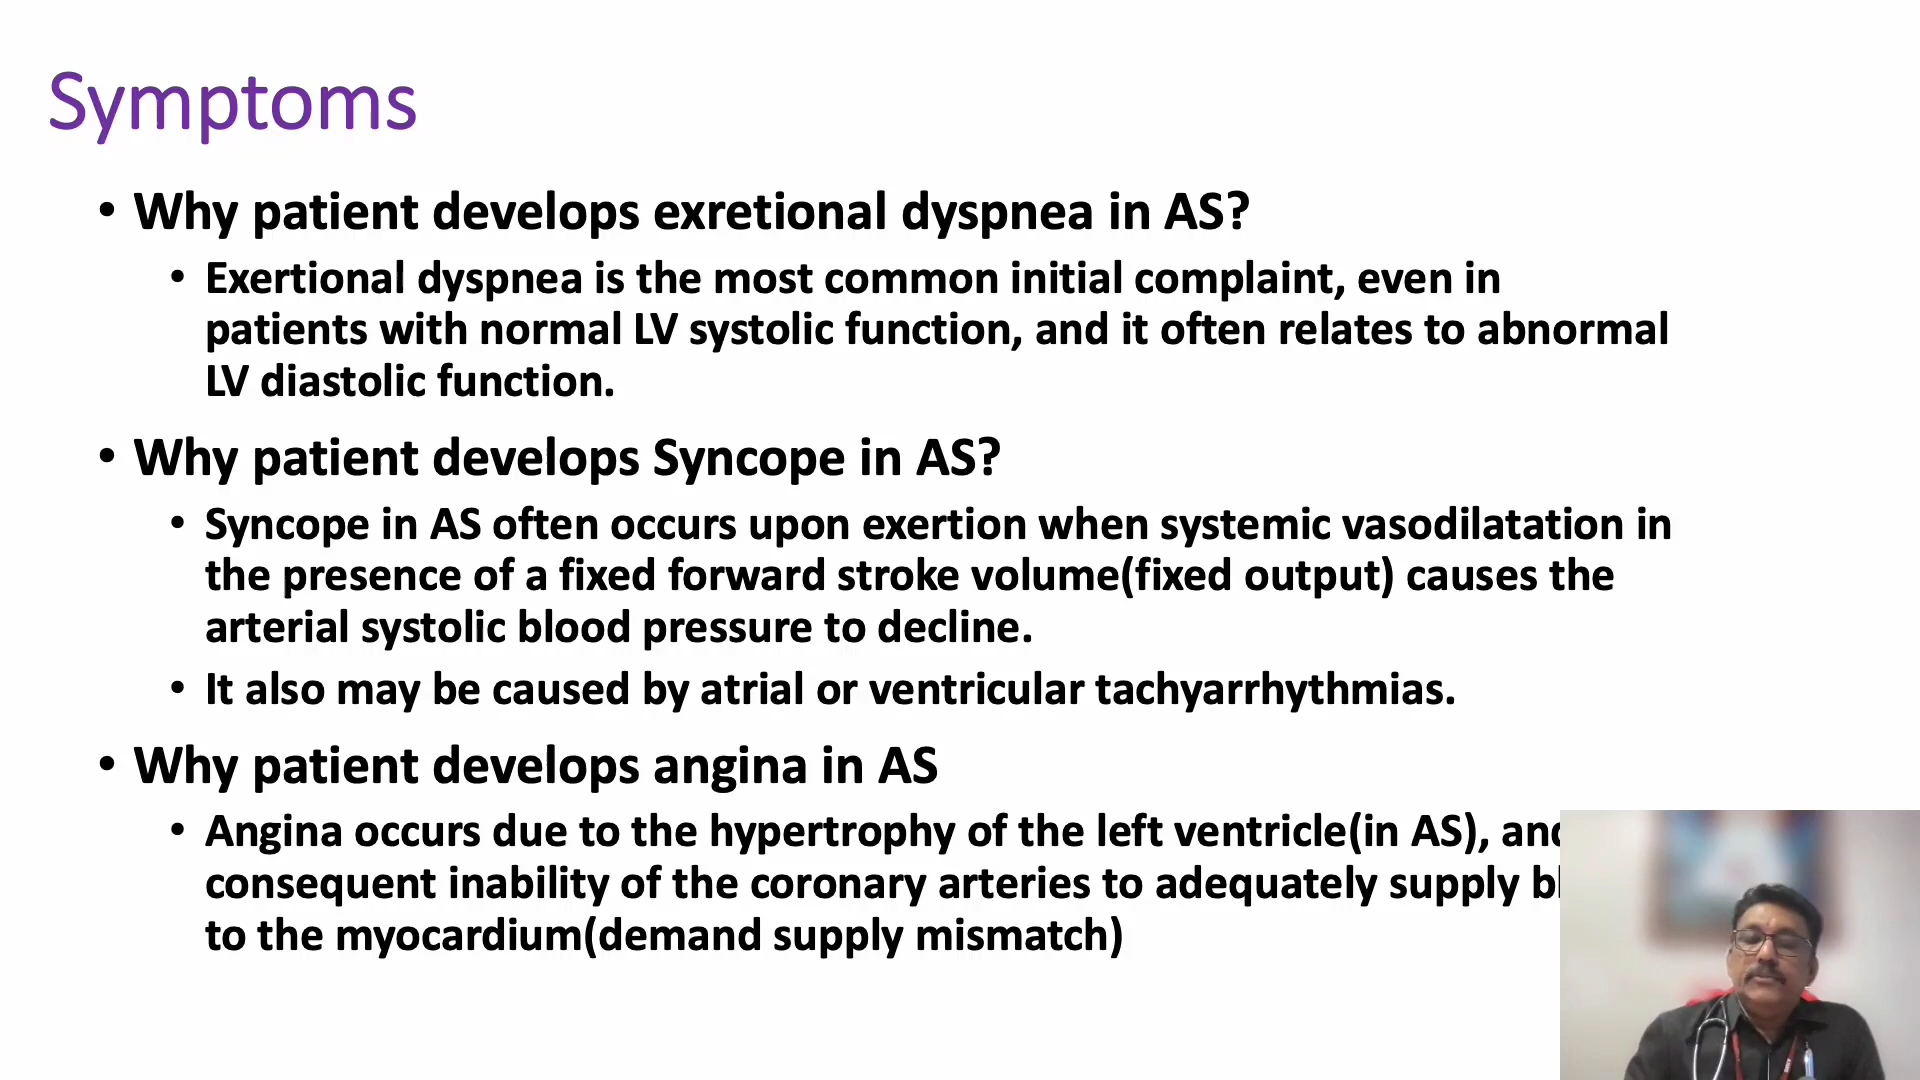 Symptoms
• Why patient develops exretional dyspnea in AS?
• Exertional dyspnea is the most common initial complaint, even in
patients with normal LV systolic function, and it often relates to abnormal
LV diastolic function.
• Why patient develops Syncope in AS?
• Syncope in AS often occurs upon exertion when systemic vasodilatation in
the presence of a fixed forward stroke volume(fixed output) causes the
arterial systolic blood pressure to decline.
• It also may be caused by atrial or ventricular tachyarrhythmias.
• Why patient develops angina in AS
• Angina occurs due to the hypertrophy of the left ventricle(in AS),
consequent inability of the coronary arteries to adequately supply
to the myocardium(demand supply mismatch)